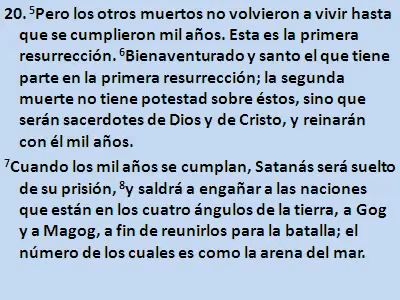 20. ⁵Pero los otros muertos no volvieron a vivir hasta
que se cumplieron mil años. Esta es la primera
resurrección. ⁶Bienaventurado y santo el que tiene
parte en la primera resurrección; la segunda
muerte no tiene potestad sobre éstos, sino que
serán sacerdotes de Dios y de Cristo, y reinarán
con él mil años.
⁷Cuando los mil años se cumplan, Satanás será suelto
de su prisión, ⁸y saldrá a engañar a las naciones
que están en los cuatro ángulos de la tierra, a Gog
y a Magog, a fin de reunirlos para la batalla; el
número de los cuales es como la arena del mar.